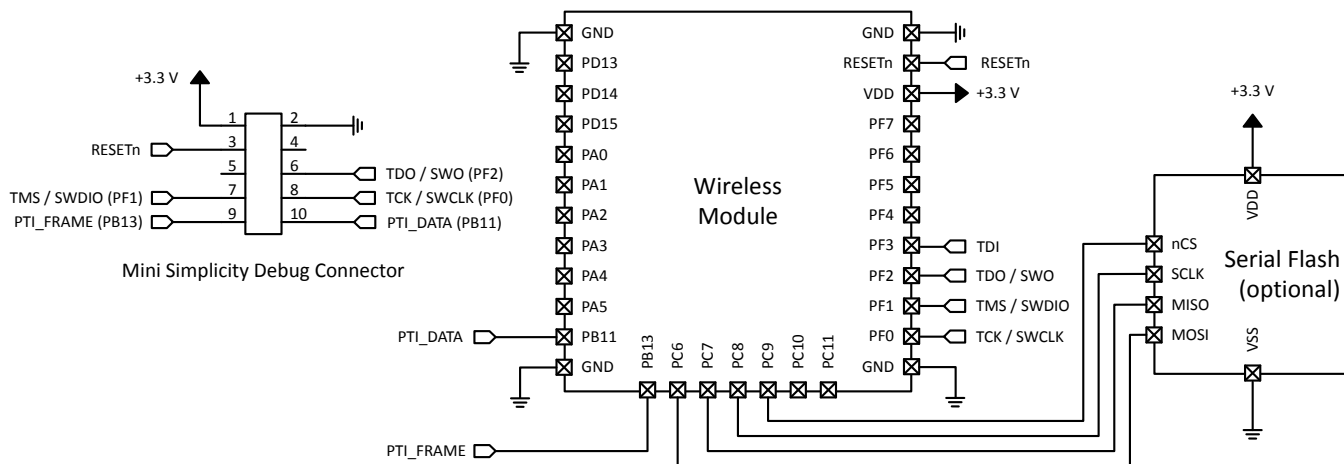 +3.3 V
1 2
3 4
5 6
7 8
9 10
RESETn
TMS / SWDIO (PF1)
PTI_FRAME (PB13)
TDO / SWO (PF2)
TCK / SWCLK (PF0)
PTI_DATA (PB11)
Mini Simplicity Debug Connector
GND
PD13
PD14
PD15
PA0
PA1
PA2
PA3
PA4
PA5
PB11
GND
PTI_DATA
PTI_FRAME
Wireless
Module
PB13
PC6
PC7
PC8
PC9
PC10
PC11
GND
RESETn
VDD
PF7
PF6
PF5
PF4
PF3
PF2
PF1
PF0
GND
RESETn
+3.3 V
TDI
TDO / SWO
TMS / SWDIO
TCK / SWCLK
+3.3 V
VDD
nCS
SCLK
MISO
MOSI
VSS
Serial Flash
(optional)